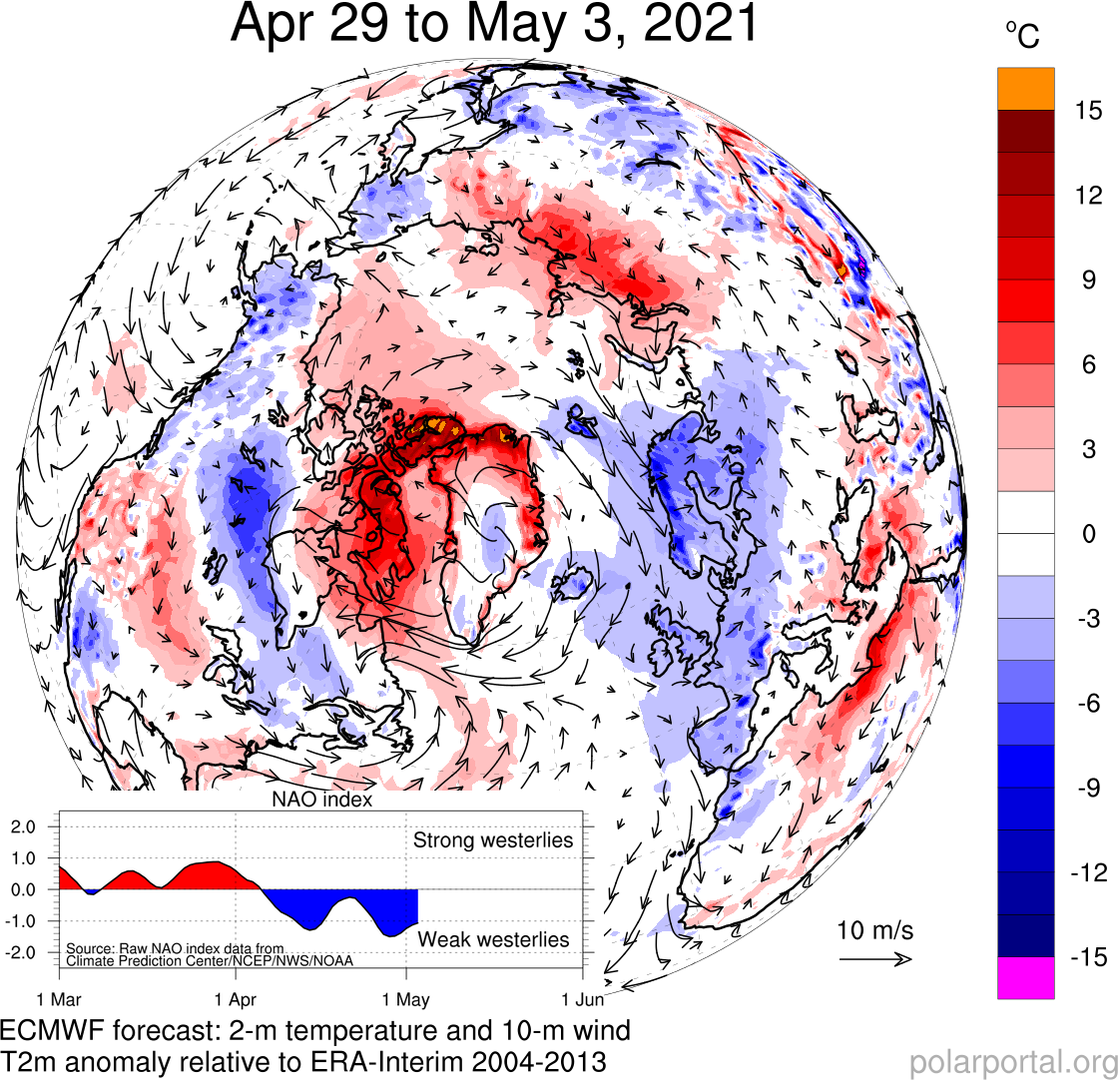 Apr 29 to May 3, 2021
°C
15
12
9
6
3
0
-3
-6
-9
-12
-15
10 m/s
NAO index
2.0
1.0
0.0
-1.0
-2.0
Strong westerlies
Weak westerlies
Source: Raw NAO index data from
Climate Prediction Center/NCEP/NWS/NOAA
1 Mar 1 Apr 1 May 1 Jun
ECMWF forecast: 2-m temperature and 10-m wind
T2m anomaly relative to ERA-Interim 2004-2013
polarportal.org